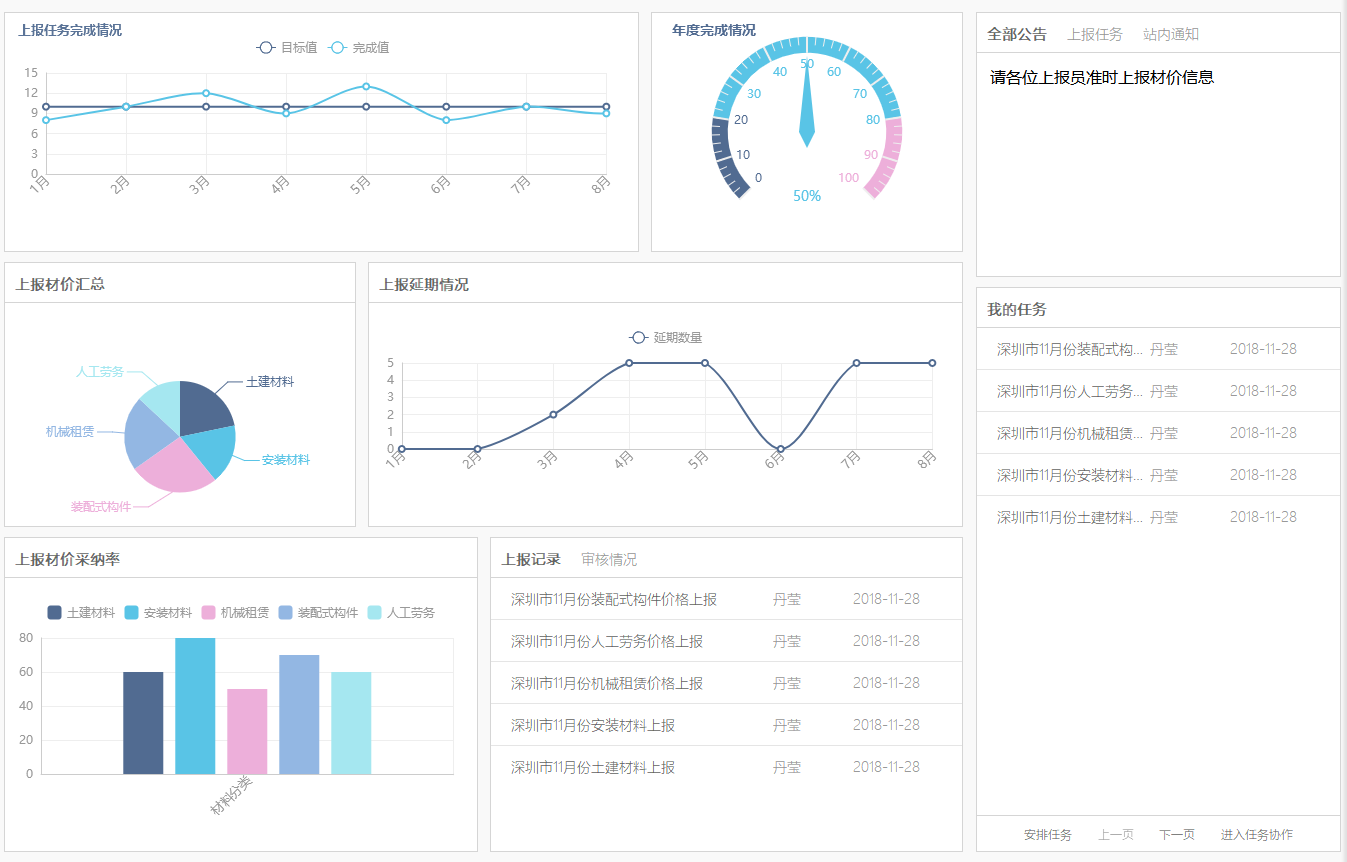 上报任务完成情况
目标值 完成值
15
12
9
6
3
0
1月 2月 3月 4月 5月 6月 7月 8月
年度完成情况
0 10 20 30 40 50 60 70 80 90 100
50%
全部公告 上报任务 站内通知
请各位上报员准时上报材价信息
上报材价汇总
人工劳务
土建材料
机械租赁
安装材料
装配式构件
上报延期情况
延期数量
5
4
3
2
1
0
1月 2月 3月 4月 5月 6月 7月 8月
我的任务
深圳市11月份装配式构... 丹莹 2018-11-28
深圳市11月份人工劳务... 丹莹 2018-11-28
深圳市11月份机械租赁... 丹莹 2018-11-28
深圳市11月份安装材料... 丹莹 2018-11-28
深圳市11月份土建材料... 丹莹 2018-11-28
上报材价采纳率
土建材料 安装材料 机械租赁 装配式构件 人工劳务
80
60
40
20
0
材料分类
上报记录 审核情况
深圳市11月份装配式构件价格上报 丹莹 2018-11-28
深圳市11月份人工劳务价格上报 丹莹 2018-11-28
深圳市11月份机械租赁价格上报 丹莹 2018-11-28
深圳市11月份安装材料上报 丹莹 2018-11-28
深圳市11月份土建材料上报 丹莹 2018-11-28
安排任务 上一页 下一页 进入任务协作